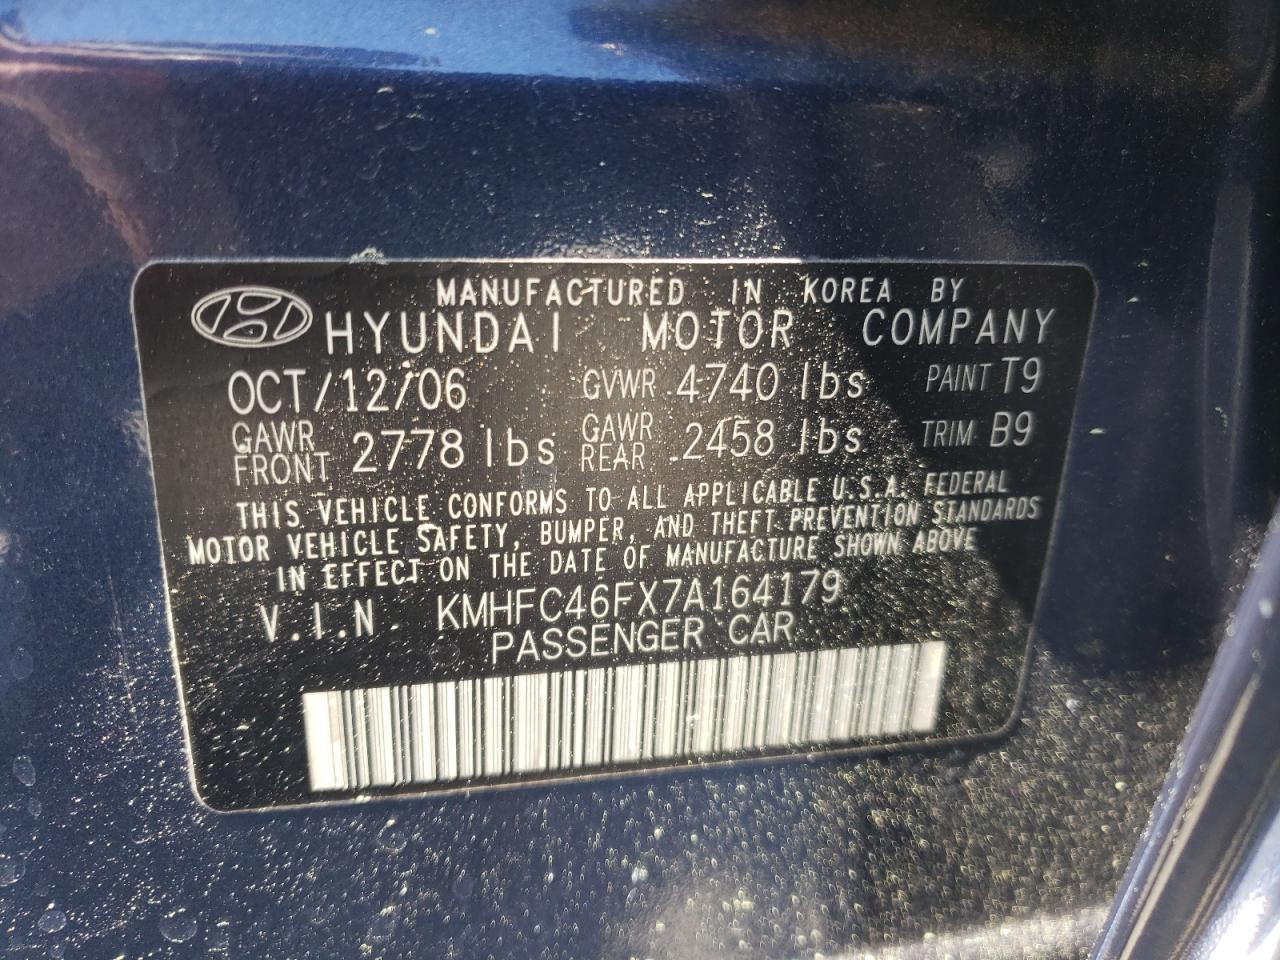 MANUFACTURED IN KOREA BY
HYUNDAI MOTOR COMPANY
OCT/12/06 GVWR 4740 lbs PAINT T9
GAWR FRONT 2778 lbs GAWR REAR 2458 lbs TRIM B9
THIS VEHICLE CONFORMS TO ALL APPLICABLE U.S.A. FEDERAL
MOTOR VEHICLE SAFETY, BUMPER, AND THEFT PREVENTION STANDARDS
IN EFFECT ON THE DATE OF MANUFACTURE SHOWN ABOVE
V.I.N KMHFC46FX7A164179
PASSENGER CAR